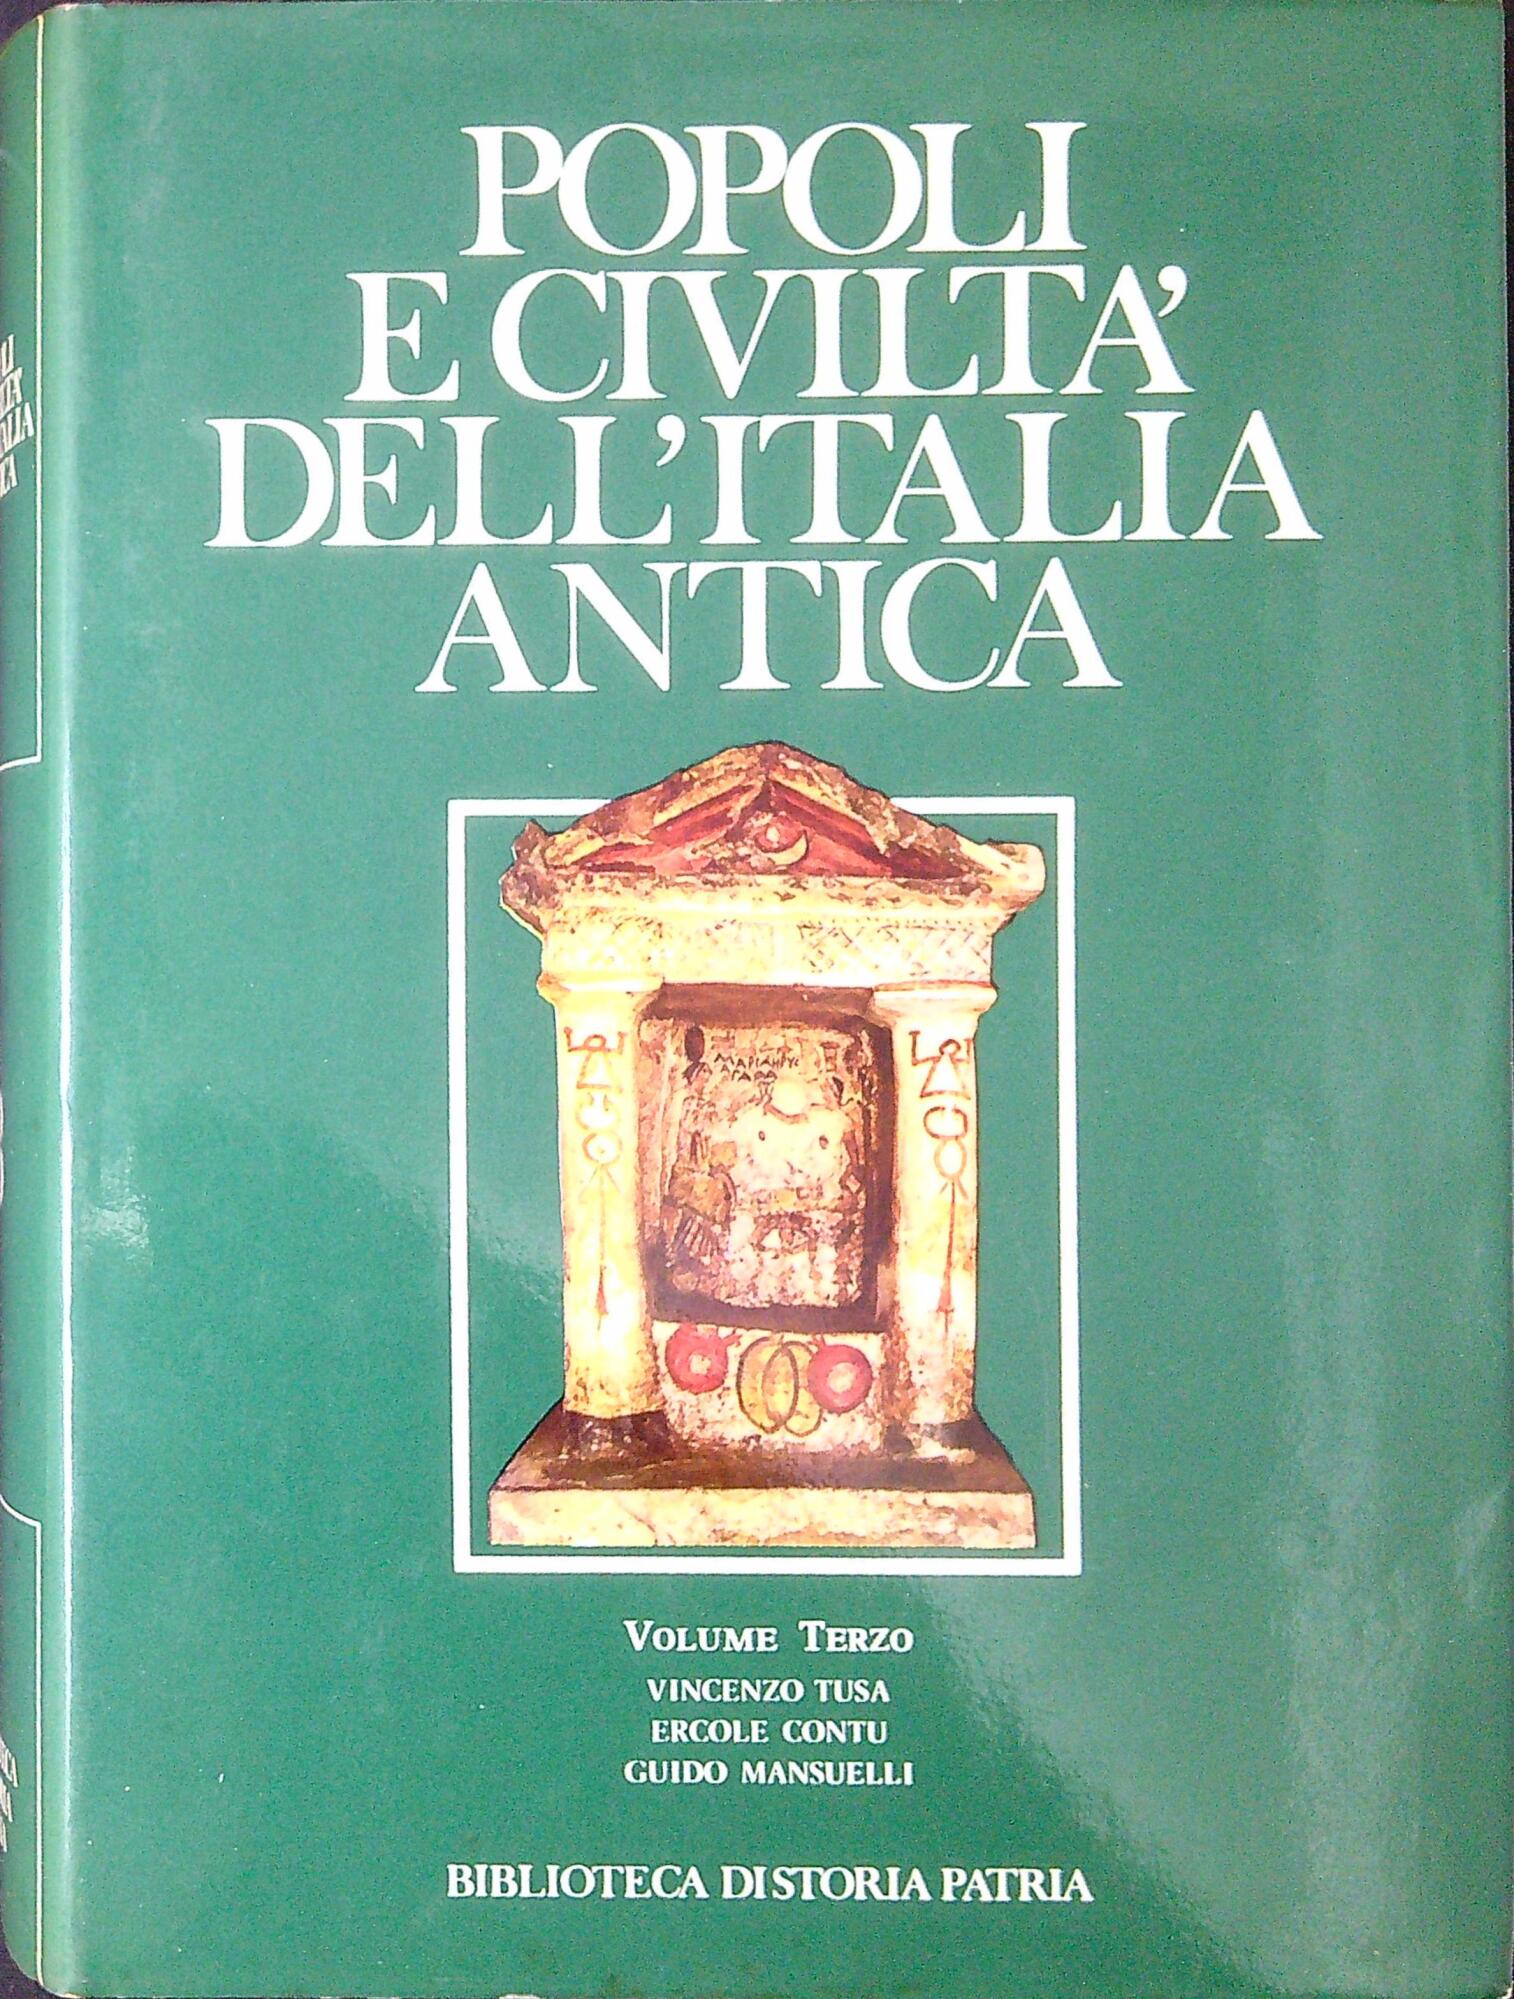 POPOLI
E CIVILTA'
DELL'ITALIA
ANTICA
VOLUME TERZO
VINCENZO TUSA
ERCOLE CONTU
GUIDO MANSUELLI
BIBLIOTECA DI STORIA PATRIA